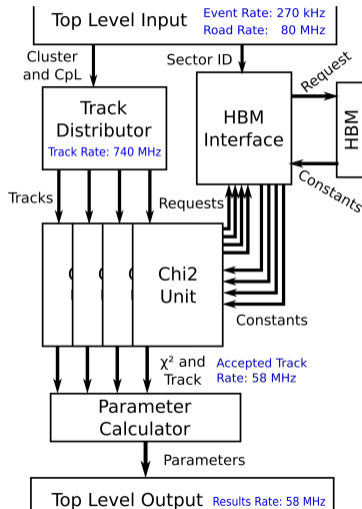 Top Level Input
Event Rate: 270 kHz
Road Rate: 80 MHz
Cluster
and CpL
Sector ID
Request
Track
Distributor
Track Rate: 740 MHz
HBM
Interface
HBM
Constants
Tracks
Requests
Chi2
Unit
Constants
χ² and
Track
Accepted Track
Rate: 58 MHz
Parameter
Calculator
Parameters
Top Level Output
Results Rate: 58 MHz